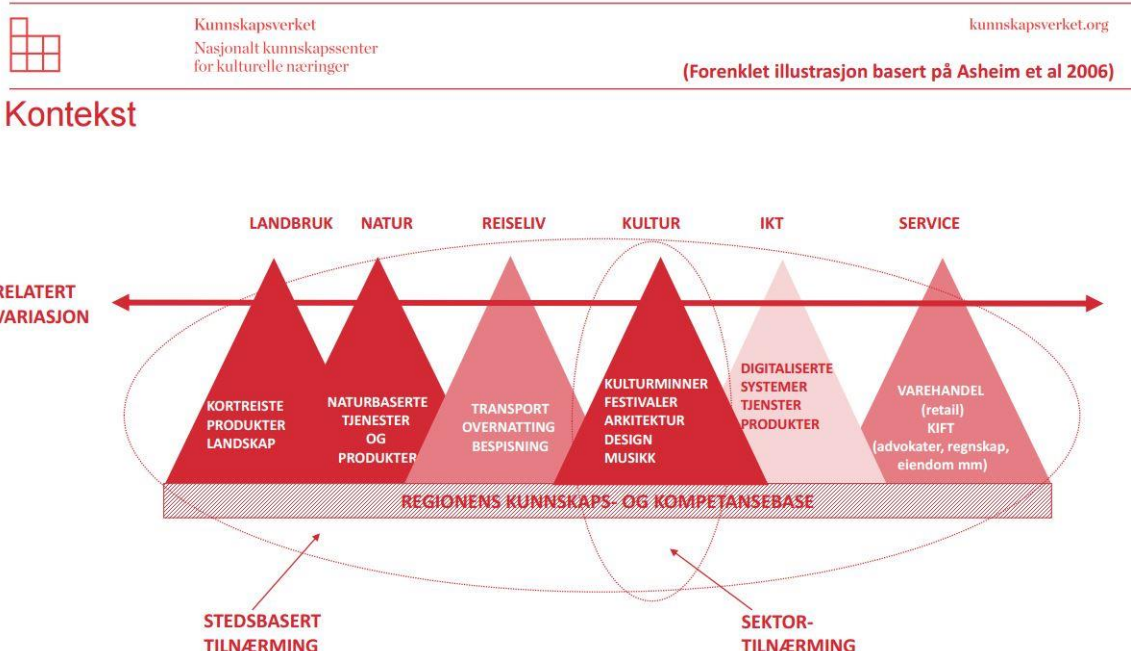 Kunnskapsverket
Nasjonalt kunnskapssenter
for kulturelle næringer
kunnskapsverket.org
(Forenklet illustrasjon basert på Asheim et al 2006)
Kontekst
LANDBRUK
NATUR
REISELIV
KULTUR
IKT
SERVICE
RELATERT
VARIASJON
KORTREISTE
PRODUKTER
LANDSKAP
NATURBASERTE
TJENESTER
OG
PRODUKTER
TRANSPORT
OVERNATTING
BESPISNING
KULTURMINNER
FESTIVALER
ARKITEKTUR
DESIGN
MUSIKK
DIGITALISERTE
SYSTEMER
TJENSTER
PRODUKTER
VAREHANDEL
(retail)
KIFT
(advokater, regnskap,
eiendom mm)
REGIONENS KUNNSKAPS- OG KOMPETANSEBASE
STEDSBASERT
TILNÆRMING
SEKTOR-
TILNÆRMING